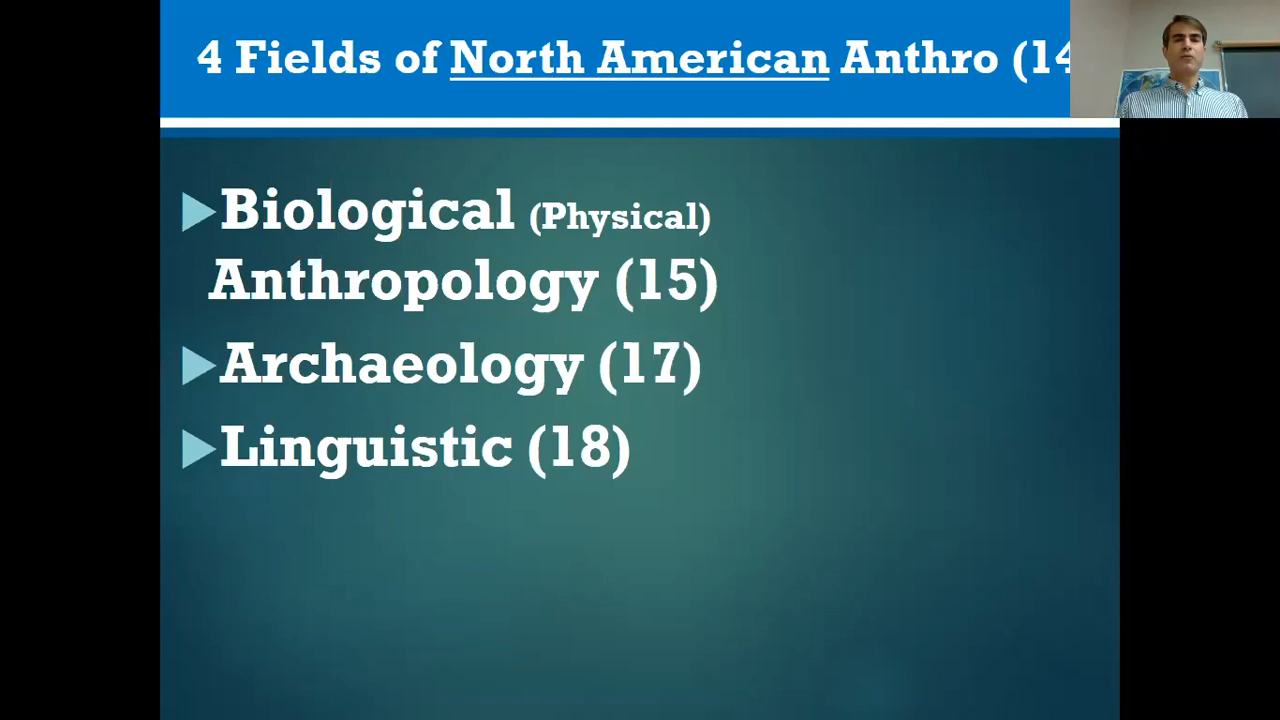 4 Fields of North American Anthro (14
Biological (Physical)
Anthropology (15)
Archaeology (17)
Linguistic (18)